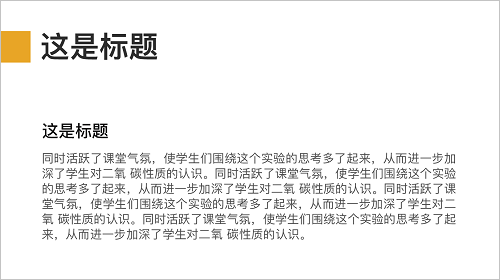 这是标题
这是标题
同时活跃了课堂气氛，使学生们围绕这个实验的思考多了起来，从而进一步加
深了学生对二氧 碳性质的认识。同时活跃了课堂气氛，使学生们围绕这个实验
的思考多了起来，从而进一步加深了学生对二氧 碳性质的认识。同时活跃了课
堂气氛，使学生们围绕这个实验的思考多了起来，从而进一步加深了学生对二
氧 碳性质的认识。同时活跃了课堂气氛，使学生们围绕这个实验的思考多了起
来，从而进一步加深了学生对二氧 碳性质的认识。